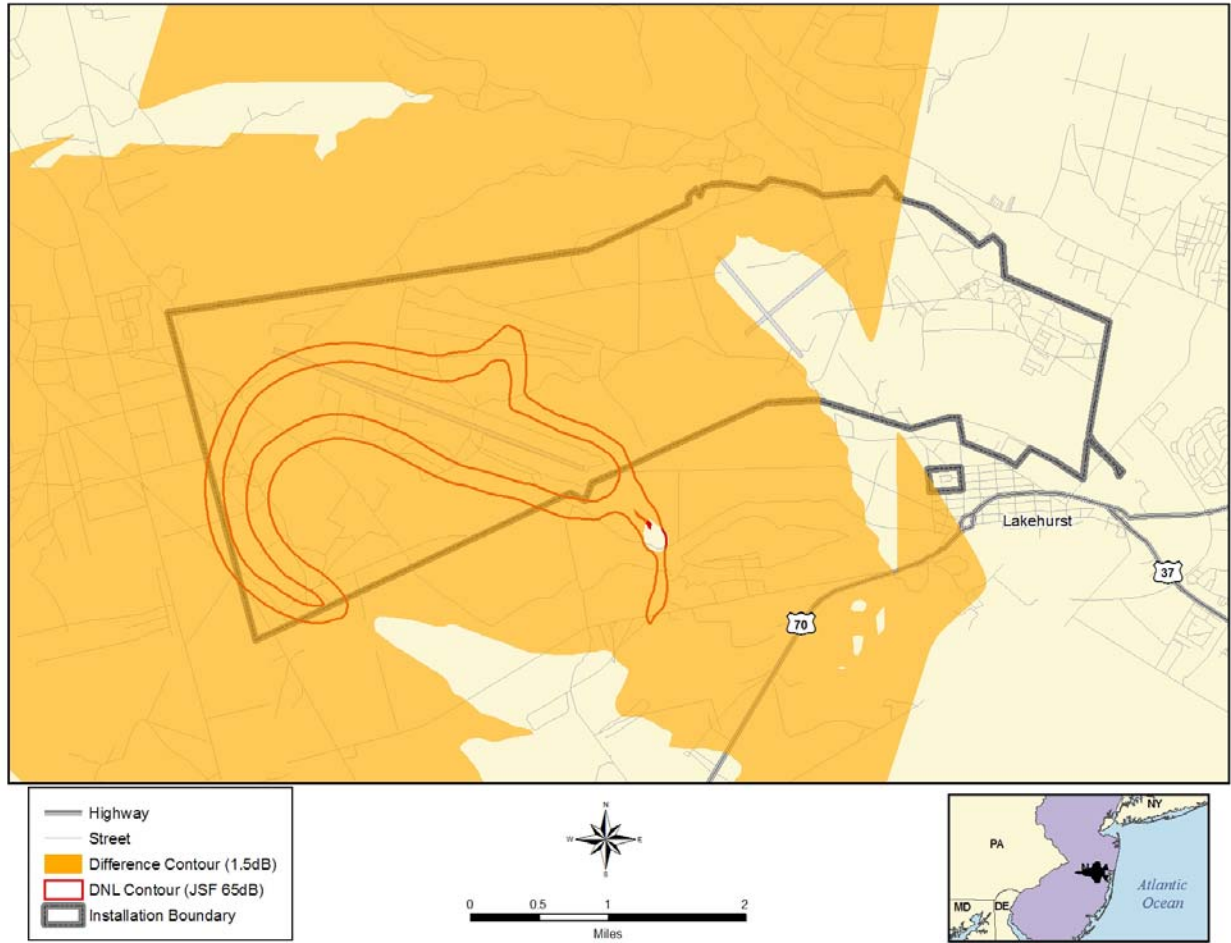 Lakehurst
37
70
Highway
Street
Difference Contour (1.5dB)
DNL Contour (JSF 65dB)
Installation Boundary
N
W
E
S
0 0.5 1 2
Miles
NY
PA
MD
DE
Atlantic
Ocean